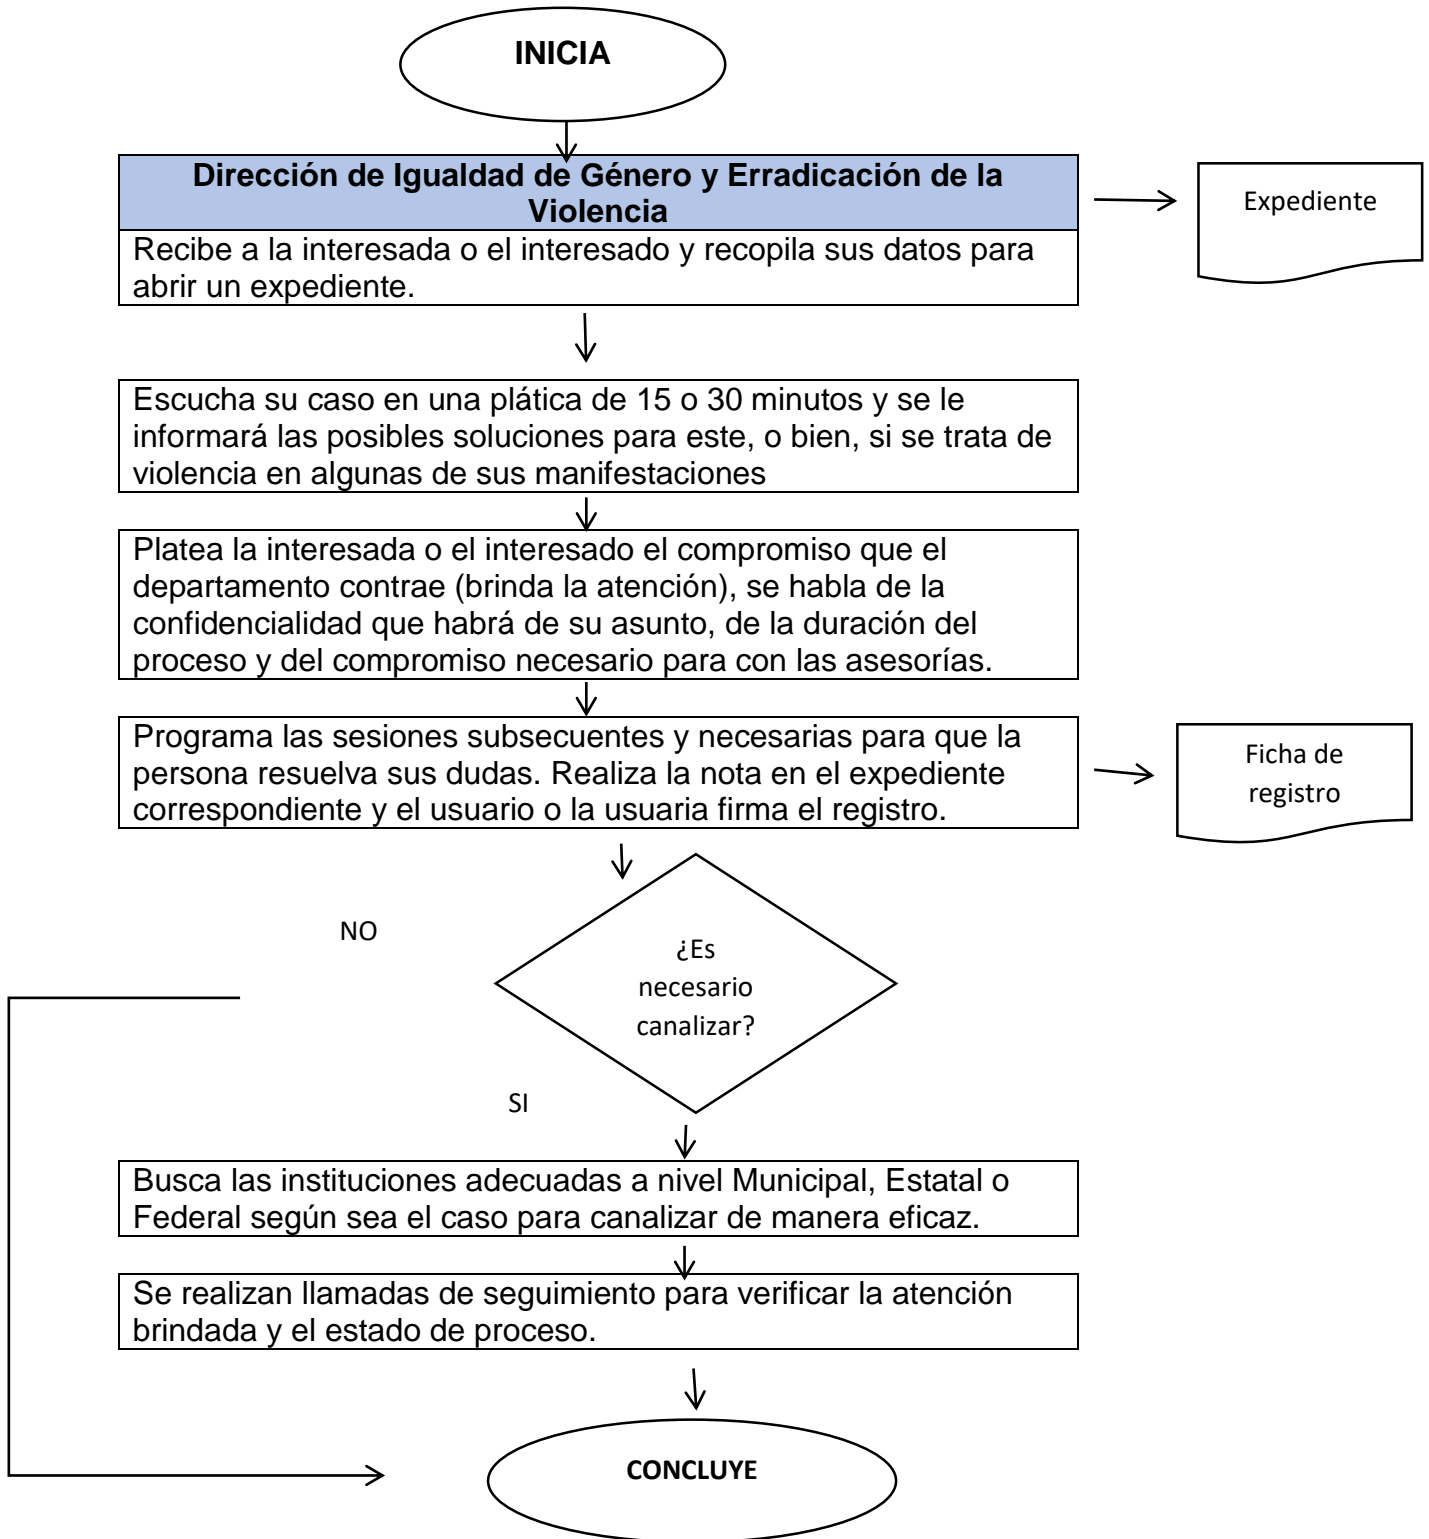 INICIA
Dirección de Igualdad de Género y Erradicación de la
Violencia
Expediente
Recibe a la interesada o el interesado y recopila sus datos para
abrir un expediente.
Escucha su caso en una plática de 15 o 30 minutos y se le
informará las posibles soluciones para este, o bien, si se trata de
violencia en algunas de sus manifestaciones
Platea la interesada o el interesado el compromiso que el
departamento contrae (brinda la atención), se habla de la
confidencialidad que habrá de su asunto, de la duración del
proceso y del compromiso necesario para con las asesorías.
Programa las sesiones subsecuentes y necesarias para que la
persona resuelva sus dudas. Realiza la nota en el expediente
correspondiente y el usuario o la usuaria firma el registro.
Ficha de
registro
NO
¿Es
necesario
canalizar?
SI
Busca las instituciones adecuadas a nivel Municipal, Estatal o
Federal según sea el caso para canalizar de manera eficaz.
Se realizan llamadas de seguimiento para verificar la atención
brindada y el estado de proceso.
CONCLUYE